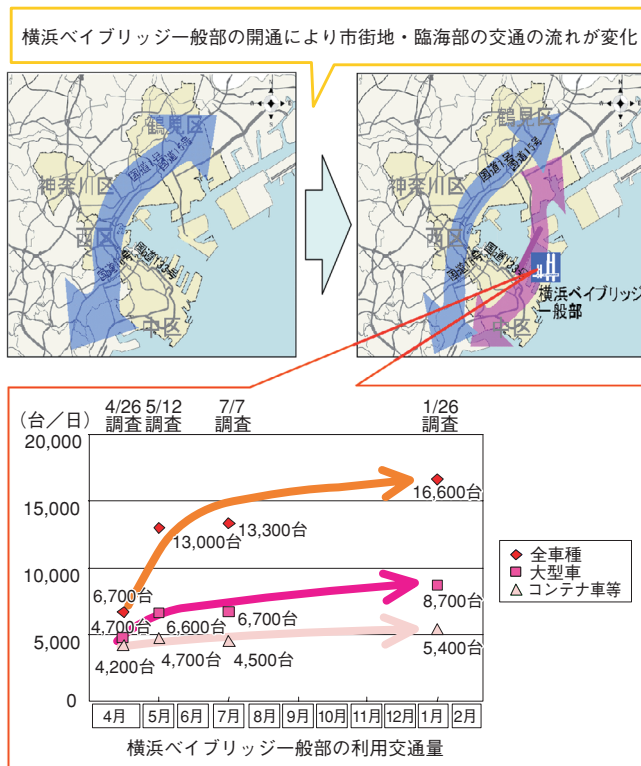 横浜ベイブリッジ一般部の開通により市街地・臨海部の交通の流れが変化
鶴見区
国道1号
国道15号
神奈川区
西区
国道133号
中区
鶴見区
国道1号
国道15号
神奈川区
西区
中区
横浜ベイブリッジ
一般部
4/26
調査
5/12
調査
7/7
調査
1/26
調査
(台/日)
20,000
15,000
10,000
5,000
0
16,600台
13,000台
13,300台
6,700台
4,700台
6,600台
6,700台
8,700台
4,200台
4,700台
4,500台
5,400台
全車種
大型車
コンテナ車等
4月 5月 6月 7月 8月 9月 10月 11月 12月 1月 2月
横浜ベイブリッジ一般部の利用交通量